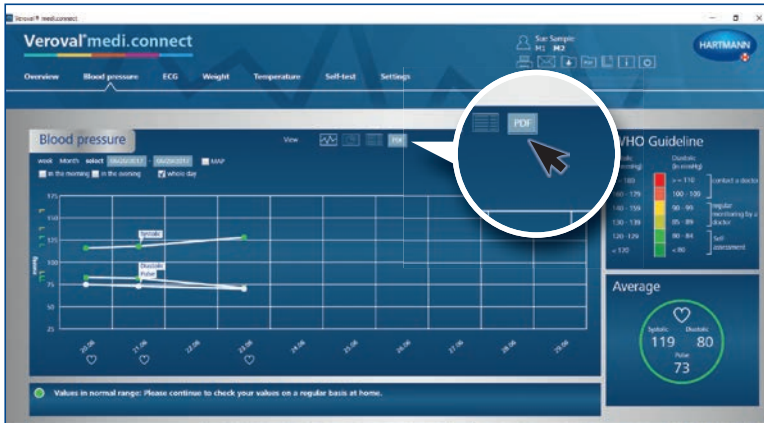 Veroval® medi.connect
Veroval® medi.connect
Sue Sample
M1 M2
HARTMANN
Overview Blood pressure ECG Weight Temperature Self-test Settings
PDF
Blood pressure
View
PDF
week Month select
MAP
in the morning in the evening whole day
WHO Guideline
Diastolic
(in mmHg)
>= 110 contact a doctor
100 - 109
140 - 159 90 - 99 regular
monitoring by a
130 - 139 85 - 89 doctor
120 - 129 80 - 84 Self-
assessment
< 120 < 80
175
150
125
mmHg
75
50
25
Systolic
Diastolic
Pulse
20.06 21.06 22.06 23.06 24.06 25.06 26.06 27.06 28.06 29.06
Average
Systolic Diastolic
119 80
Pulse
73
Values in normal range: Please continue to check your values on a regular basis at home.